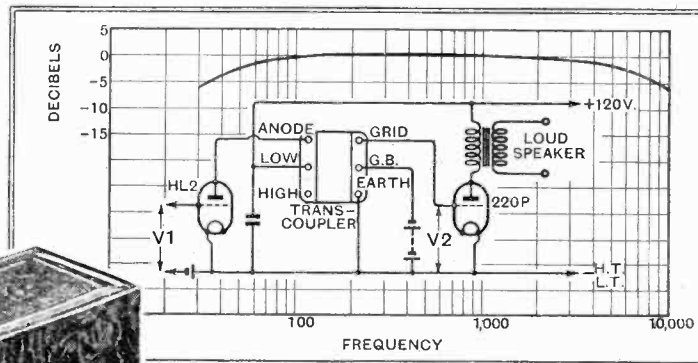 DECIBELS
5
0
−5
−10
−15
+120V.
ANODE
GRID
LOUD
SPEAKER
LOW
G.B.
HL2
HIGH
EARTH
220P
TRANS-
COUPLER
V1
V2
H.T.
L.T.
100
1,000
10,000
FREQUENCY